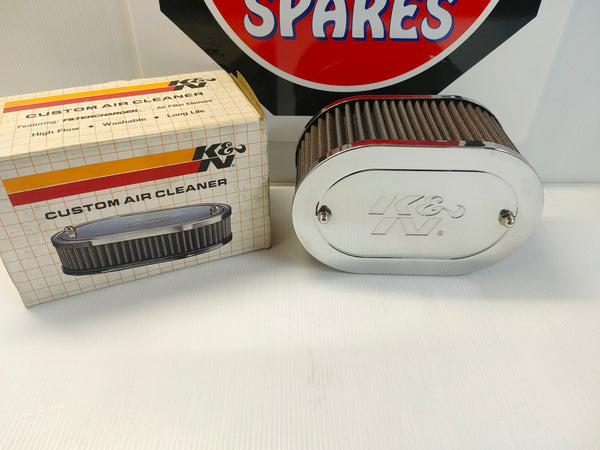 SPARES
K&N
CUSTOM AIR CLEANER
Featuring: FILTERCHARGER® Air Filter Element
High Flow • Washable • Long Life
K&N
CUSTOM AIR CLEANER
K&N®